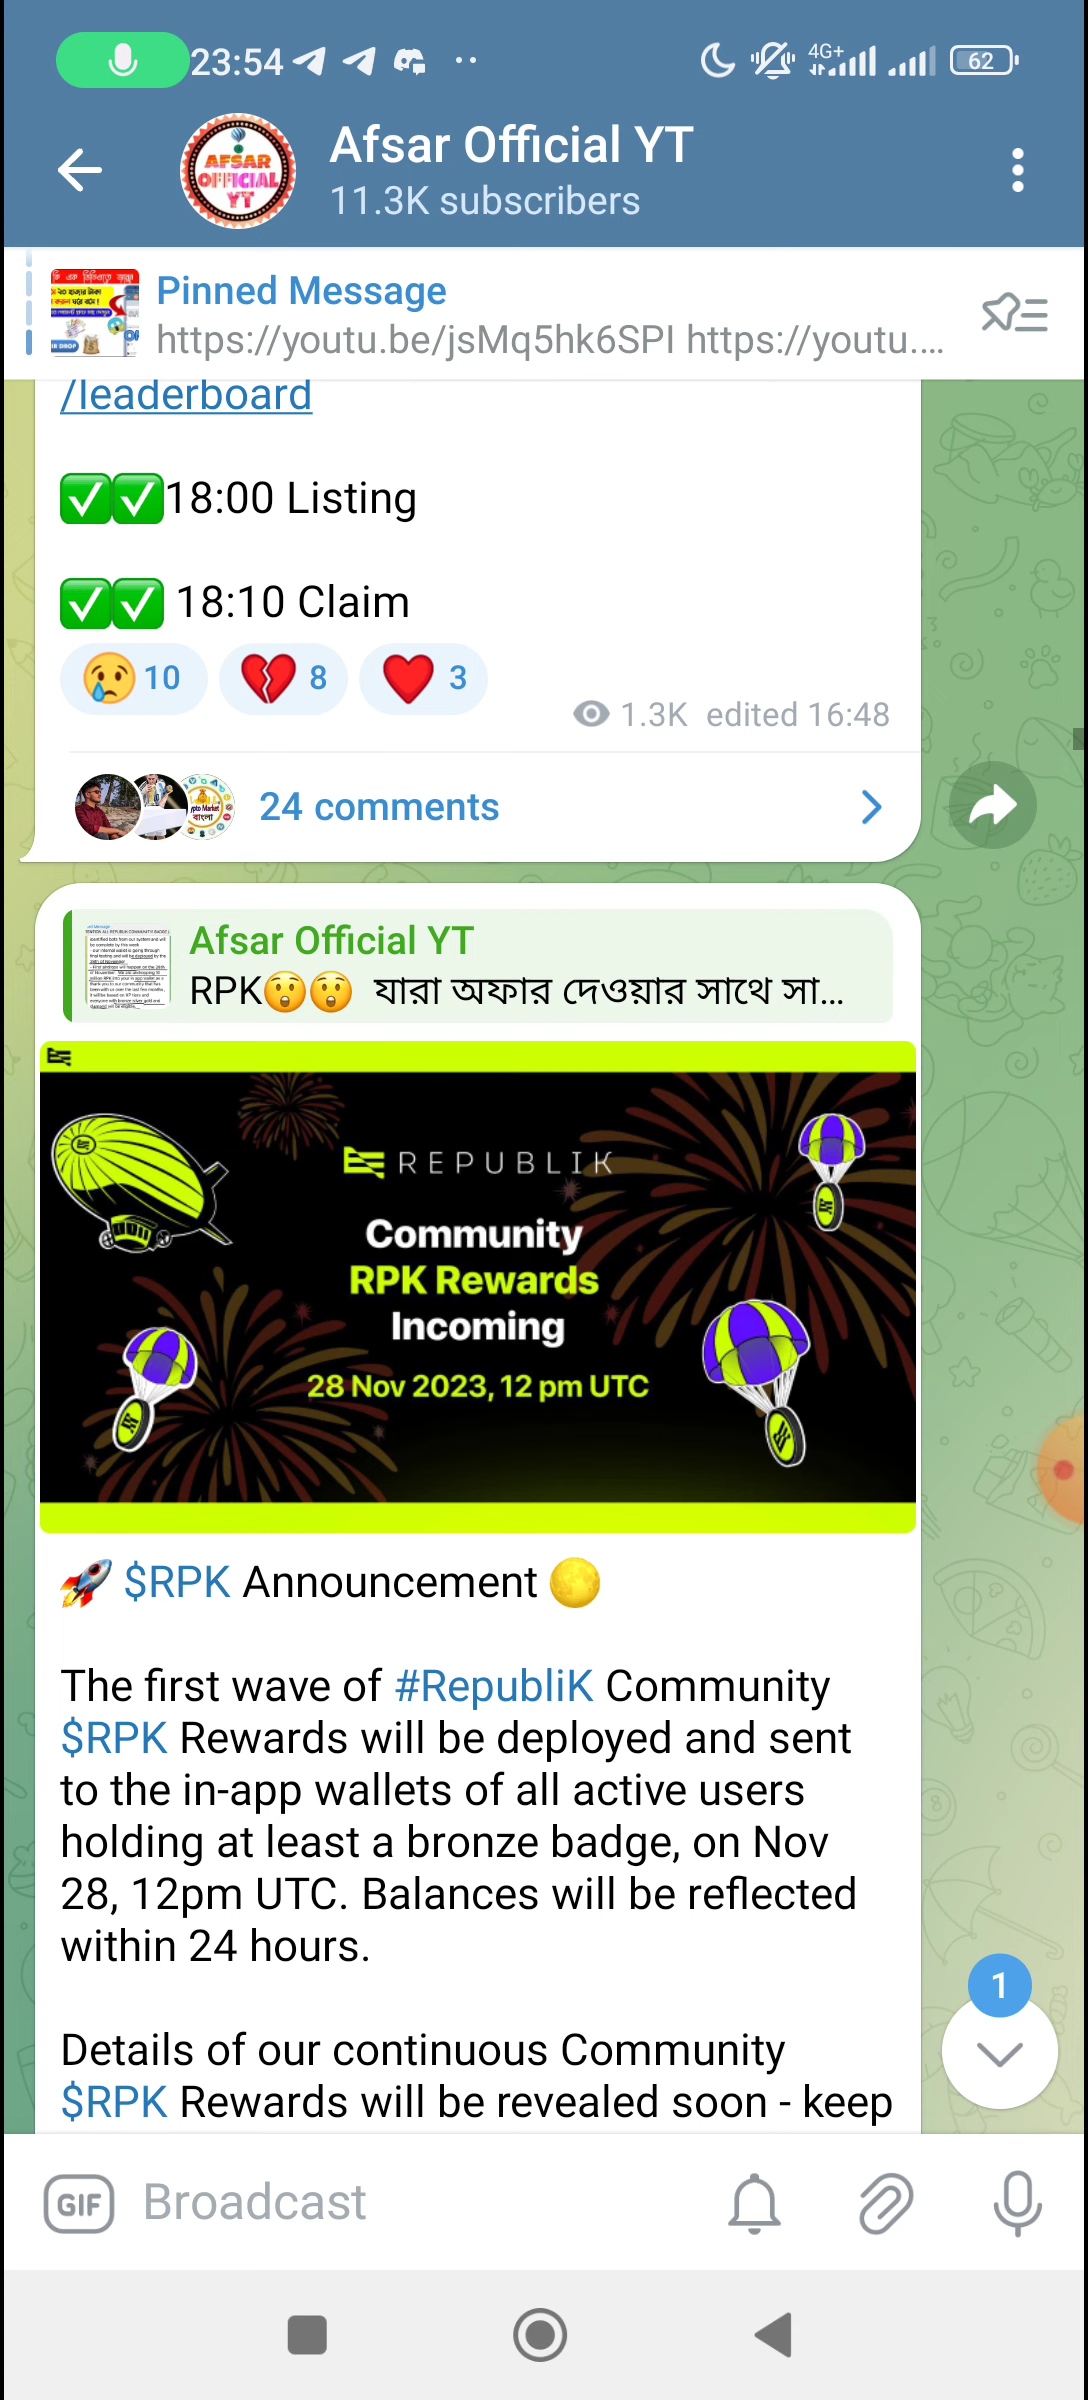 23:54
4G+
62
AFSAR
OFFICIAL
YT
Afsar Official YT
11.3K subscribers
Pinned Message
https://youtu.be/jsMq5hk6SPI https://youtu....
/leaderboard
✅✅18:00 Listing
✅✅ 18:10 Claim
😢 10 💔 8 ❤️ 3
1.3K edited 16:48
24 comments
Afsar Official YT
RPK😲😲 যারা অফার দেওয়ার সাথে সা...
REPUBLIK
Community
RPK Rewards
Incoming
28 Nov 2023, 12 pm UTC
🚀 $RPK Announcement 🌕
The first wave of #RepubliK Community
$RPK Rewards will be deployed and sent
to the in-app wallets of all active users
holding at least a bronze badge, on Nov
28, 12pm UTC. Balances will be reflected
within 24 hours.
1
Details of our continuous Community
$RPK Rewards will be revealed soon - keep
GIF Broadcast